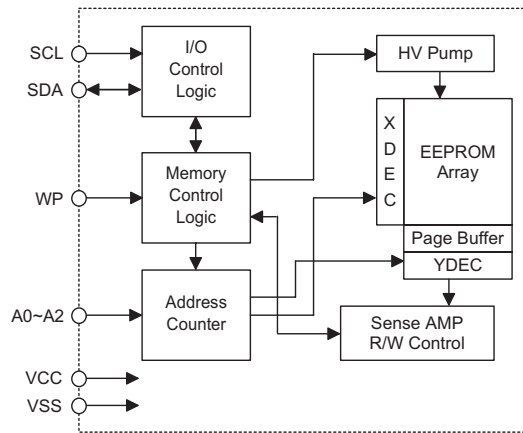 SCL
SDA
WP
A0~A2
VCC
VSS
I/O
Control
Logic
Memory
Control
Logic
Address
Counter
HV Pump
X
D
E
C
EEPROM
Array
Page Buffer
YDEC
Sense AMP
R/W Control